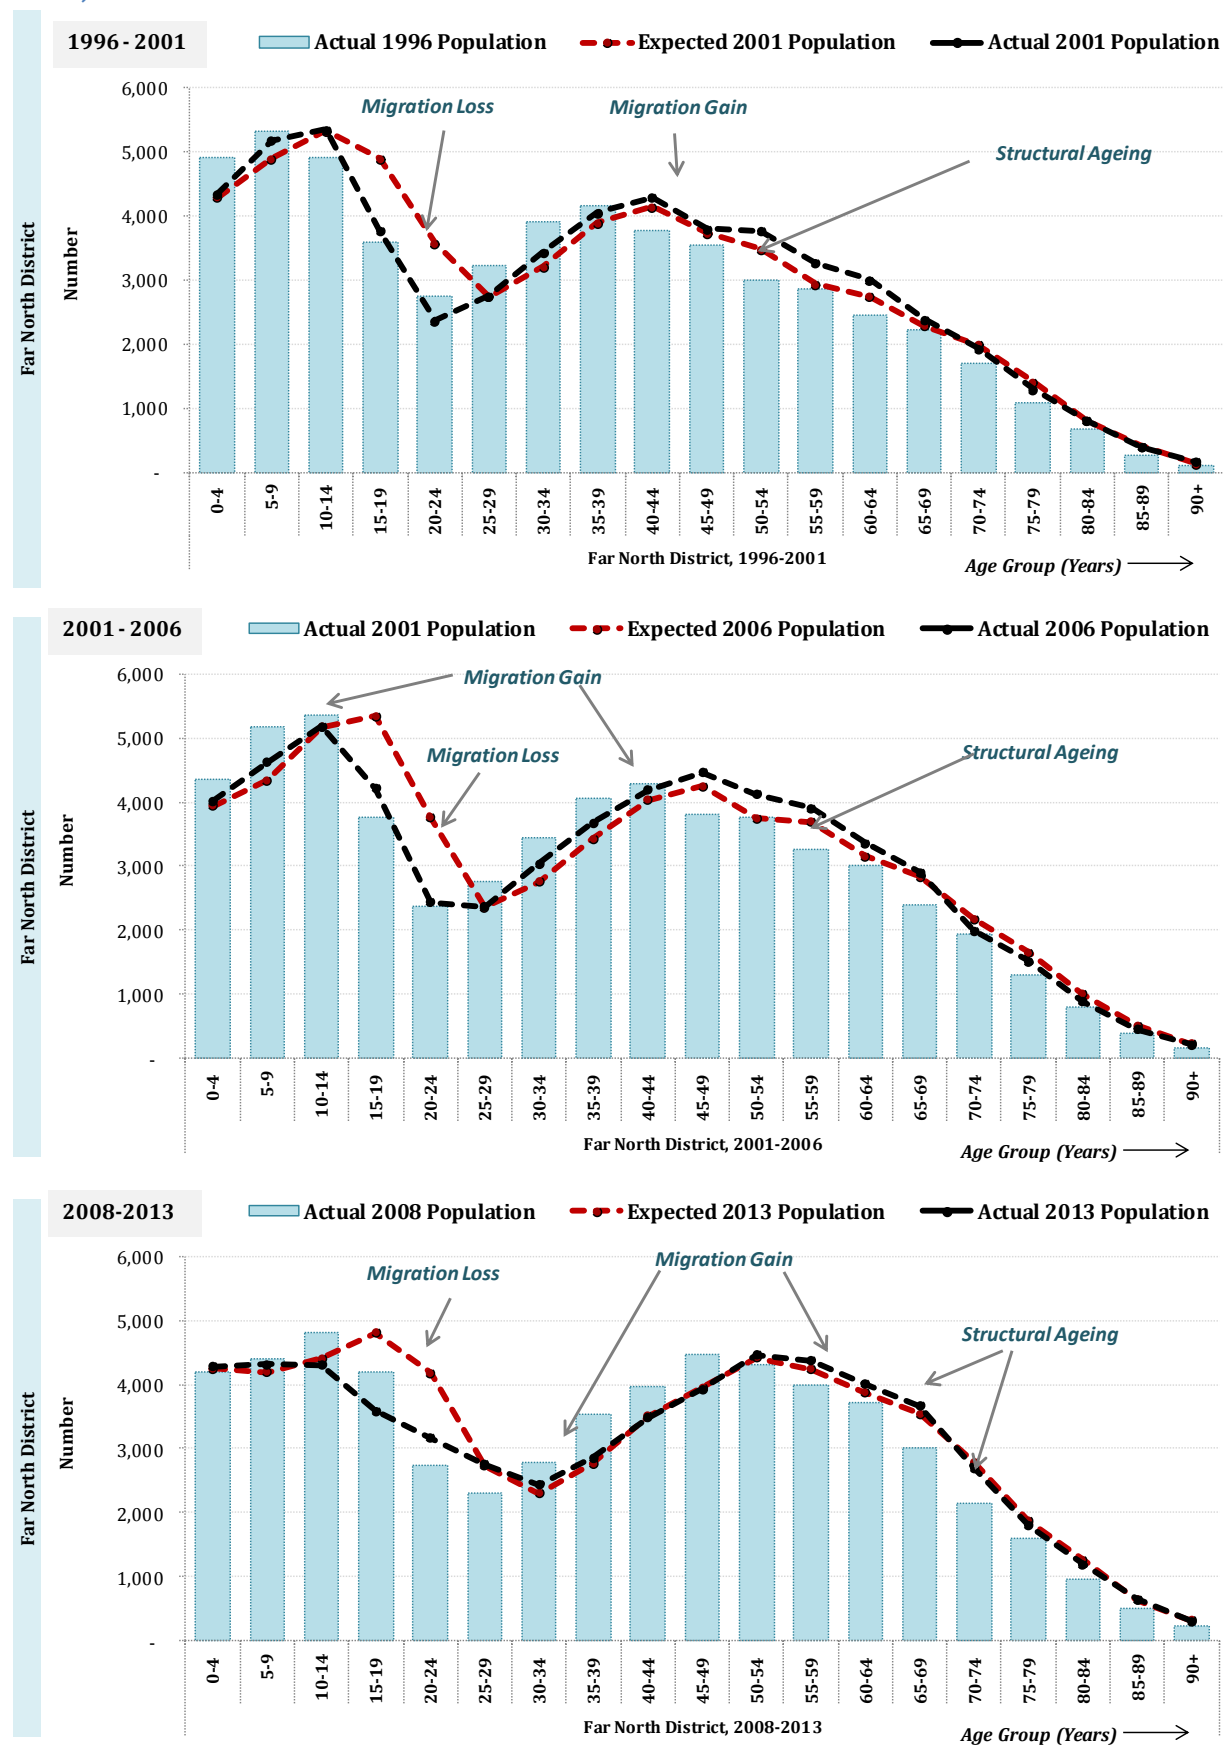 1996 - 2001
Actual 1996 Population
Expected 2001 Population
Actual 2001 Population
Far North District
Number
6,000
5,000
4,000
3,000
2,000
1,000
-
Migration Loss
Migration Gain
Structural Ageing
0-4
5-9
10-14
15-19
20-24
25-29
30-34
35-39
40-44
45-49
50-54
55-59
60-64
65-69
70-74
75-79
80-84
85-89
90+
Far North District, 1996-2001
Age Group (Years)
2001 - 2006
Actual 2001 Population
Expected 2006 Population
Actual 2006 Population
Far North District
Number
6,000
5,000
4,000
3,000
2,000
1,000
-
Migration Gain
Migration Loss
Structural Ageing
0-4
5-9
10-14
15-19
20-24
25-29
30-34
35-39
40-44
45-49
50-54
55-59
60-64
65-69
70-74
75-79
80-84
85-89
90+
Far North District, 2001-2006
Age Group (Years)
2008-2013
Actual 2008 Population
Expected 2013 Population
Actual 2013 Population
Far North District
Number
6,000
5,000
4,000
3,000
2,000
1,000
-
Migration Loss
Migration Gain
Structural Ageing
0-4
5-9
10-14
15-19
20-24
25-29
30-34
35-39
40-44
45-49
50-54
55-59
60-64
65-69
70-74
75-79
80-84
85-89
90+
Far North District, 2008-2013
Age Group (Years)